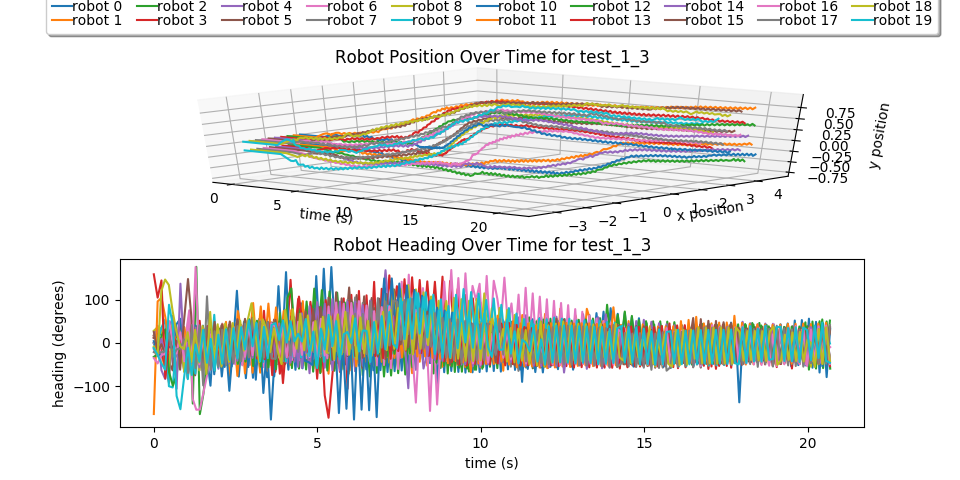 robot 0 robot 2 robot 4 robot 6 robot 8 robot 10 robot 12 robot 14 robot 16 robot 18
robot 1 robot 3 robot 5 robot 7 robot 9 robot 11 robot 13 robot 15 robot 17 robot 19
Robot Position Over Time for test_1_3
0.75
0.50
0.25
0.00
−0.25
−0.50
−0.75
y position
0 5 10 15 20
time (s)
−3 −2 −1 0 1 2 3 4
x position
Robot Heading Over Time for test_1_3
100
0
−100
heading (degrees)
0 5 10 15 20
time (s)